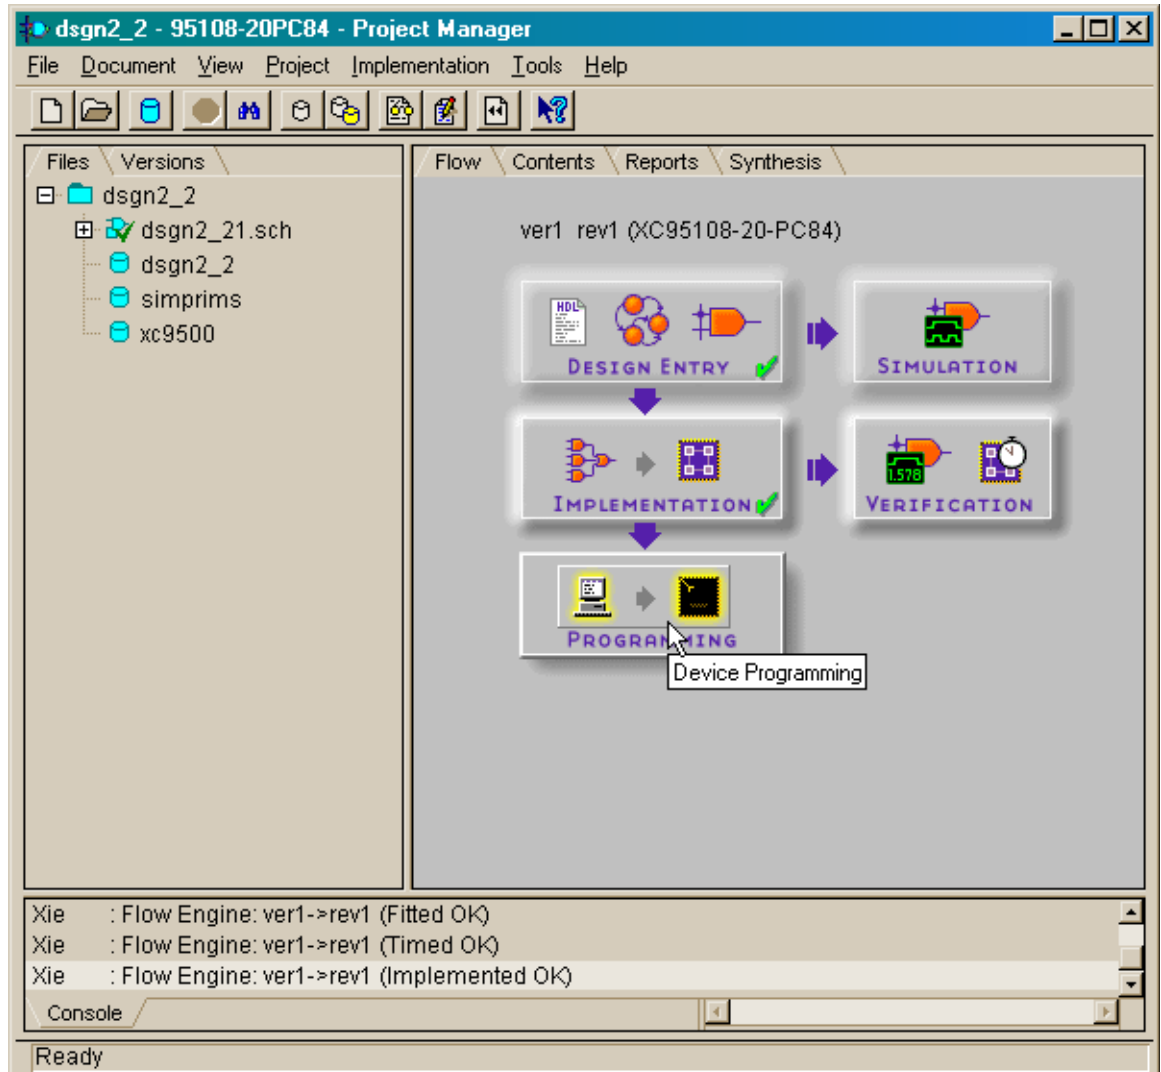 dsgn2_2 - 95108-20PC84 - Project Manager
File Document View Project Implementation Tools Help
Files Versions
dsgn2_2
dsgn2_21.sch
dsgn2_2
simprims
xc9500
Flow Contents Reports Synthesis
ver1 rev1 (XC95108-20-PC84)
HDL
DESIGN ENTRY
SIMULATION
IMPLEMENTATION
1.578
VERIFICATION
PROGRAMMING
Device Programming
Xie : Flow Engine: ver1->rev1 (Fitted OK)
Xie : Flow Engine: ver1->rev1 (Timed OK)
Xie : Flow Engine: ver1->rev1 (Implemented OK)
Console
Ready